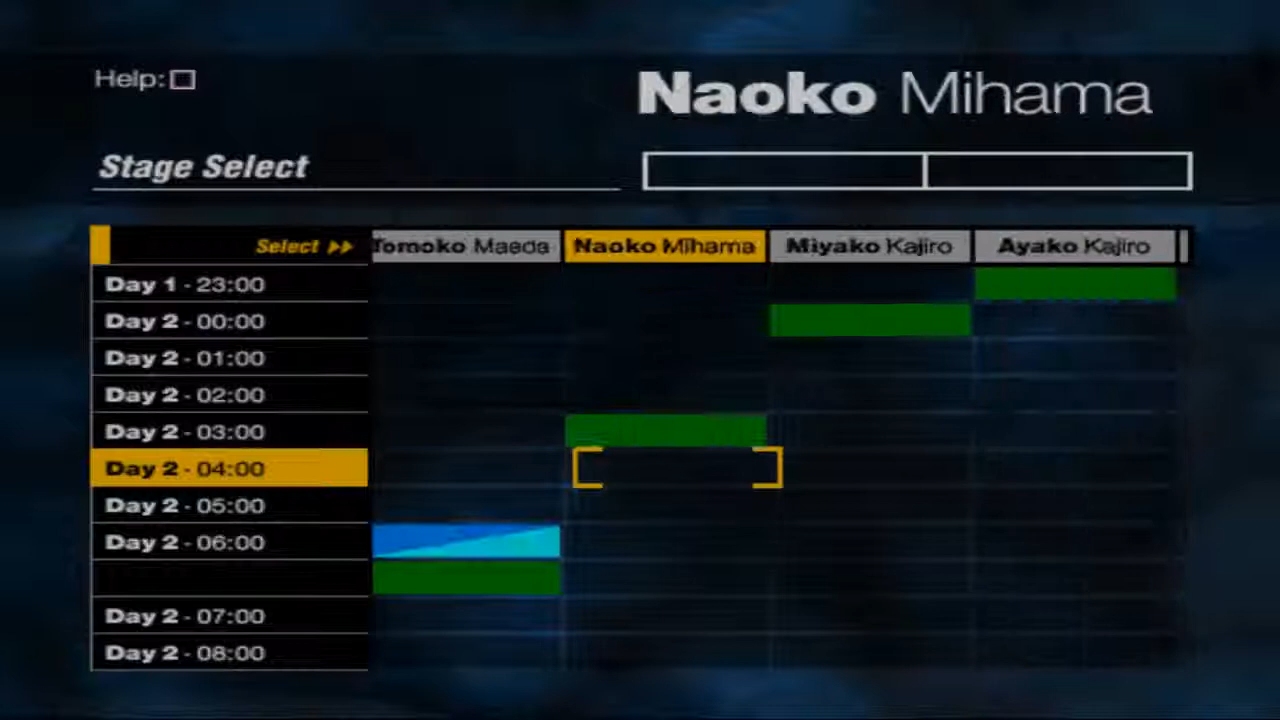 Help:
Naoko Mihama
Stage Select
Select
Tomoko Maeda
Naoko Mihama
Miyako Kajiro
Ayako Kajiro
Day 1 - 23:00
Day 2 - 00:00
Day 2 - 01:00
Day 2 - 02:00
Day 2 - 03:00
Day 2 - 04:00
Day 2 - 05:00
Day 2 - 06:00
Day 2 - 07:00
Day 2 - 08:00